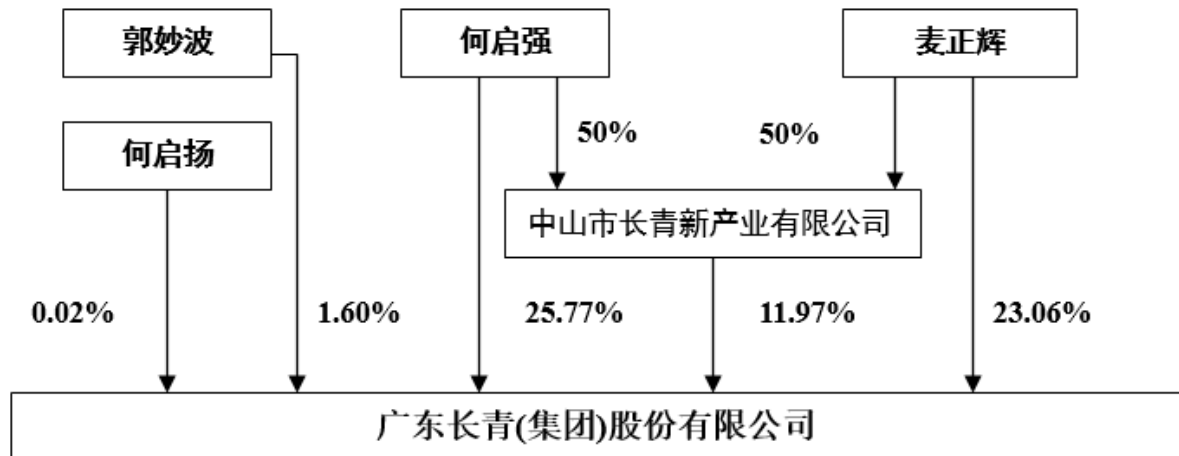 郭妙波
何启强
麦正辉
何启扬
50%
50%
中山市长青新产业有限公司
0.02%
1.60%
25.77%
11.97%
23.06%
广东长青(集团)股份有限公司